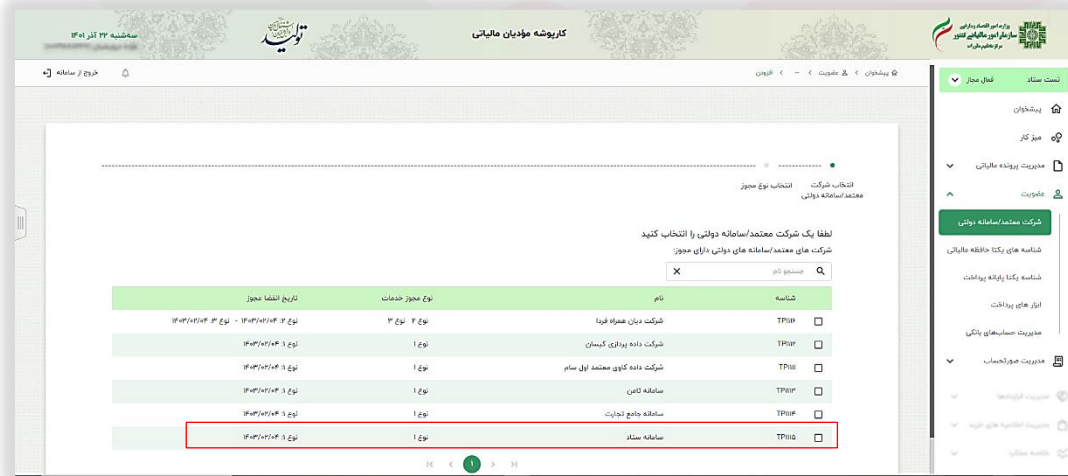 وزارت امور اقتصاد و دارایی
سازمان امور مالیاتی کشور
کارپوشه مؤدیان مالیاتی
تولید
سه‌شنبه ۲۲ آذر ۱۴۰۱
تست ستاد
فعال مجاز
پیشخوان > عضویت > ... > افزودن
خروج از سامانه
پیشخوان
میز کار
مدیریت پرونده مالیاتی
عضویت
شرکت معتمد/سامانه دولتی
شناسه های یکتا حافظه مالیاتی
شناسه یکتا پایانه پرداخت
ابزار های پرداخت
مدیریت حساب‌های بانکی
مدیریت صورتحساب
مدیریت قراردادها
انتخاب شرکت معتمد/سامانه دولتی
انتخاب نوع مجوز
لطفا یک شرکت معتمد/سامانه دولتی را انتخاب کنید
شرکت های معتمد/سامانه های دولتی دارای مجوز:
جستجو نام
شناسه نام نوع مجوز خدمات تاریخ انقضا مجوز
TP۱۱۱۶ شرکت دیان همراه فردا نوع ۲ نوع ۳ نوع ۲: ۱۴۰۳/۰۲/۰۴ - نوع ۳: ۱۴۰۳/۰۲/۰۴
TP۱۱۱۲ شرکت داده پردازی کیسان نوع ۱ نوع ۱: ۱۴۰۳/۰۲/۰۴
TP۱۱۱۱ شرکت داده کاوی معتمد اول سام نوع ۱ نوع ۱: ۱۴۰۳/۰۲/۰۴
TP۱۱۱۳ سامانه ثامن نوع ۱ نوع ۱: ۱۴۰۳/۰۲/۰۴
TP۱۱۱۴ سامانه جامع تجارت نوع ۱ نوع ۱: ۱۴۰۳/۰۲/۰۴
TP۱۱۱۵ سامانه ستاد نوع ۱ نوع ۱: ۱۴۰۳/۰۲/۰۴
۱